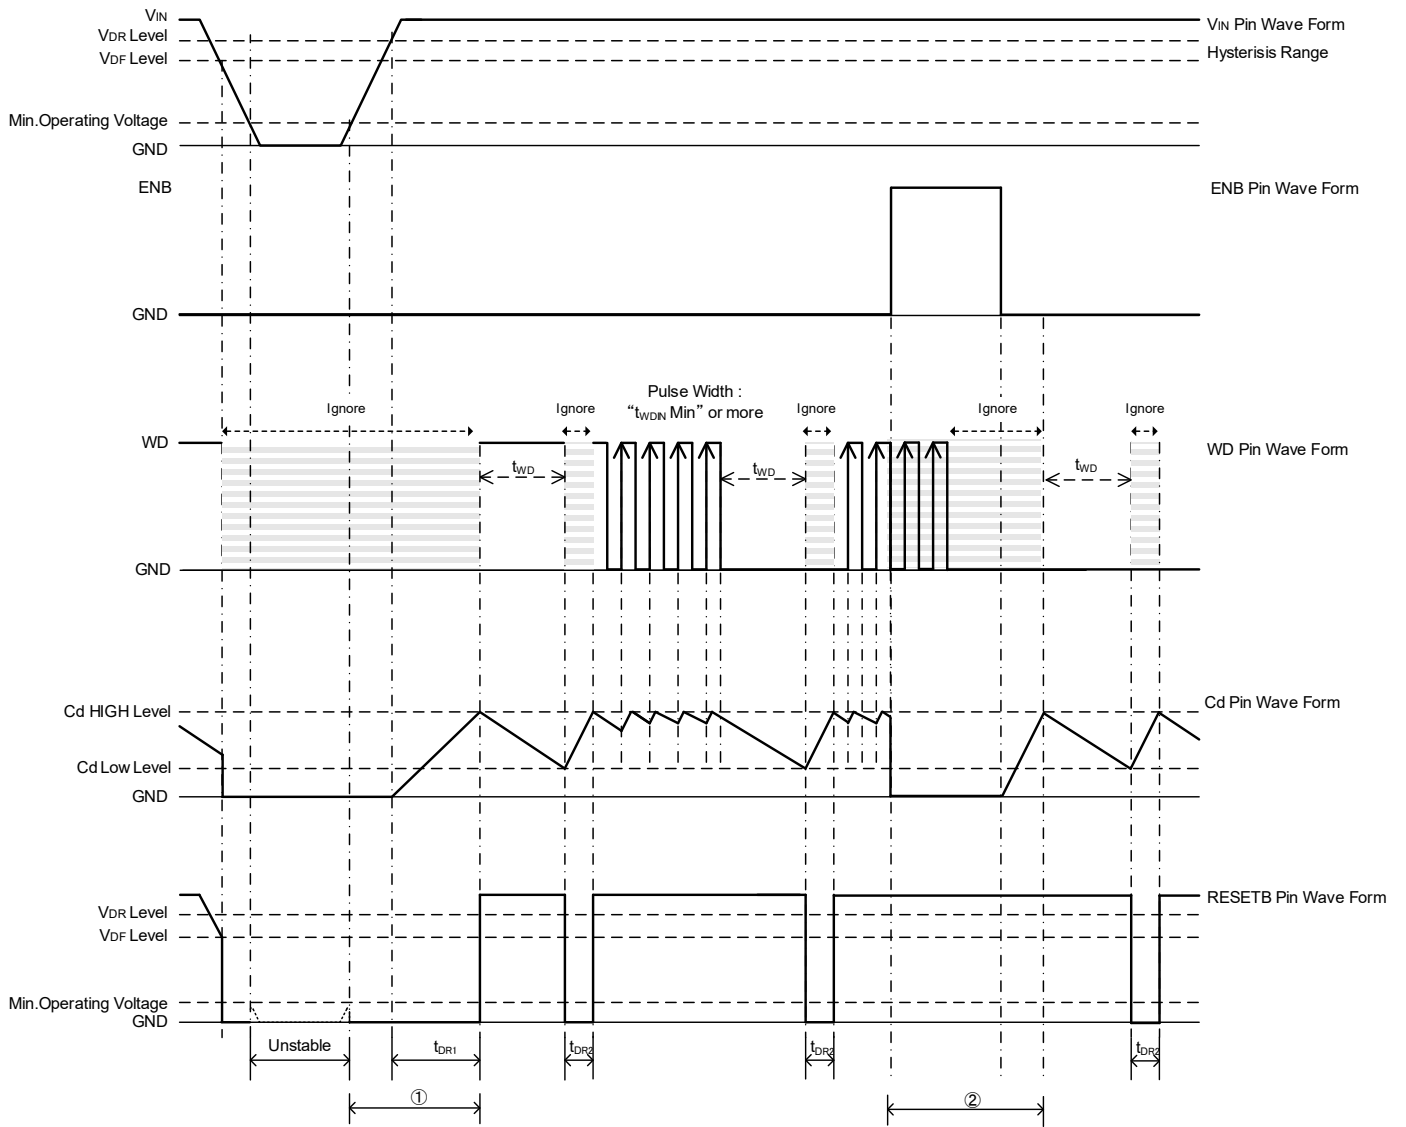 VIN
VIN Pin Wave Form
VDR Level
Hysterisis Range
VDF Level
Min.Operating Voltage
GND
ENB
ENB Pin Wave Form
GND
Pulse Width :
Ignore
Ignore
“tWDIN Min” or more
Ignore
Ignore
Ignore
WD
WD Pin Wave Form
tWD
tWD
tWD
GND
Cd HIGH Level
Cd Pin Wave Form
Cd Low Level
GND
RESETB Pin Wave Form
VDR Level
VDF Level
Min.Operating Voltage
GND
Unstable
tDR1
tDR2
tDR2
tDR2
①
②